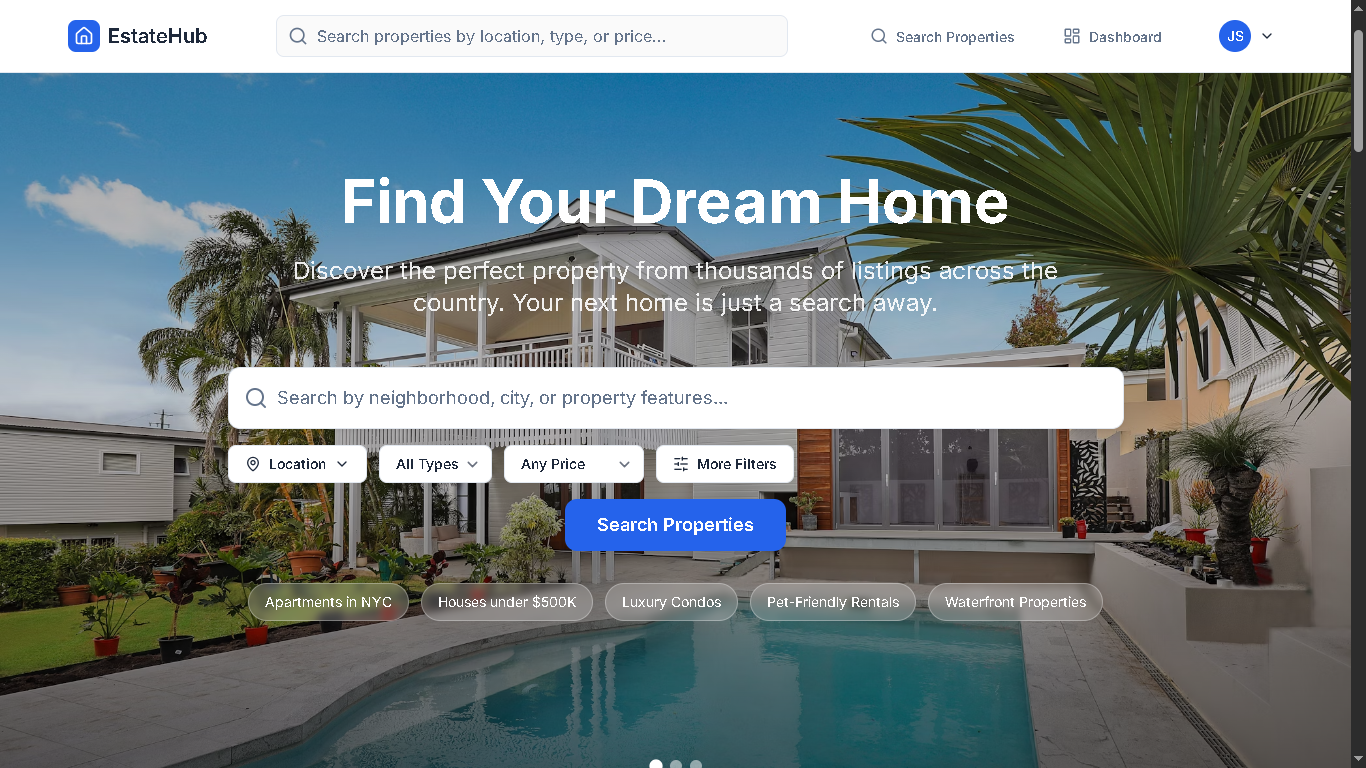 EstateHub
Search properties by location, type, or price...
Search Properties
Dashboard
JS
Find Your Dream Home
Discover the perfect property from thousands of listings across the
country. Your next home is just a search away.
Search by neighborhood, city, or property features...
Location
All Types
Any Price
More Filters
Search Properties
Apartments in NYC
Houses under $500K
Luxury Condos
Pet-Friendly Rentals
Waterfront Properties